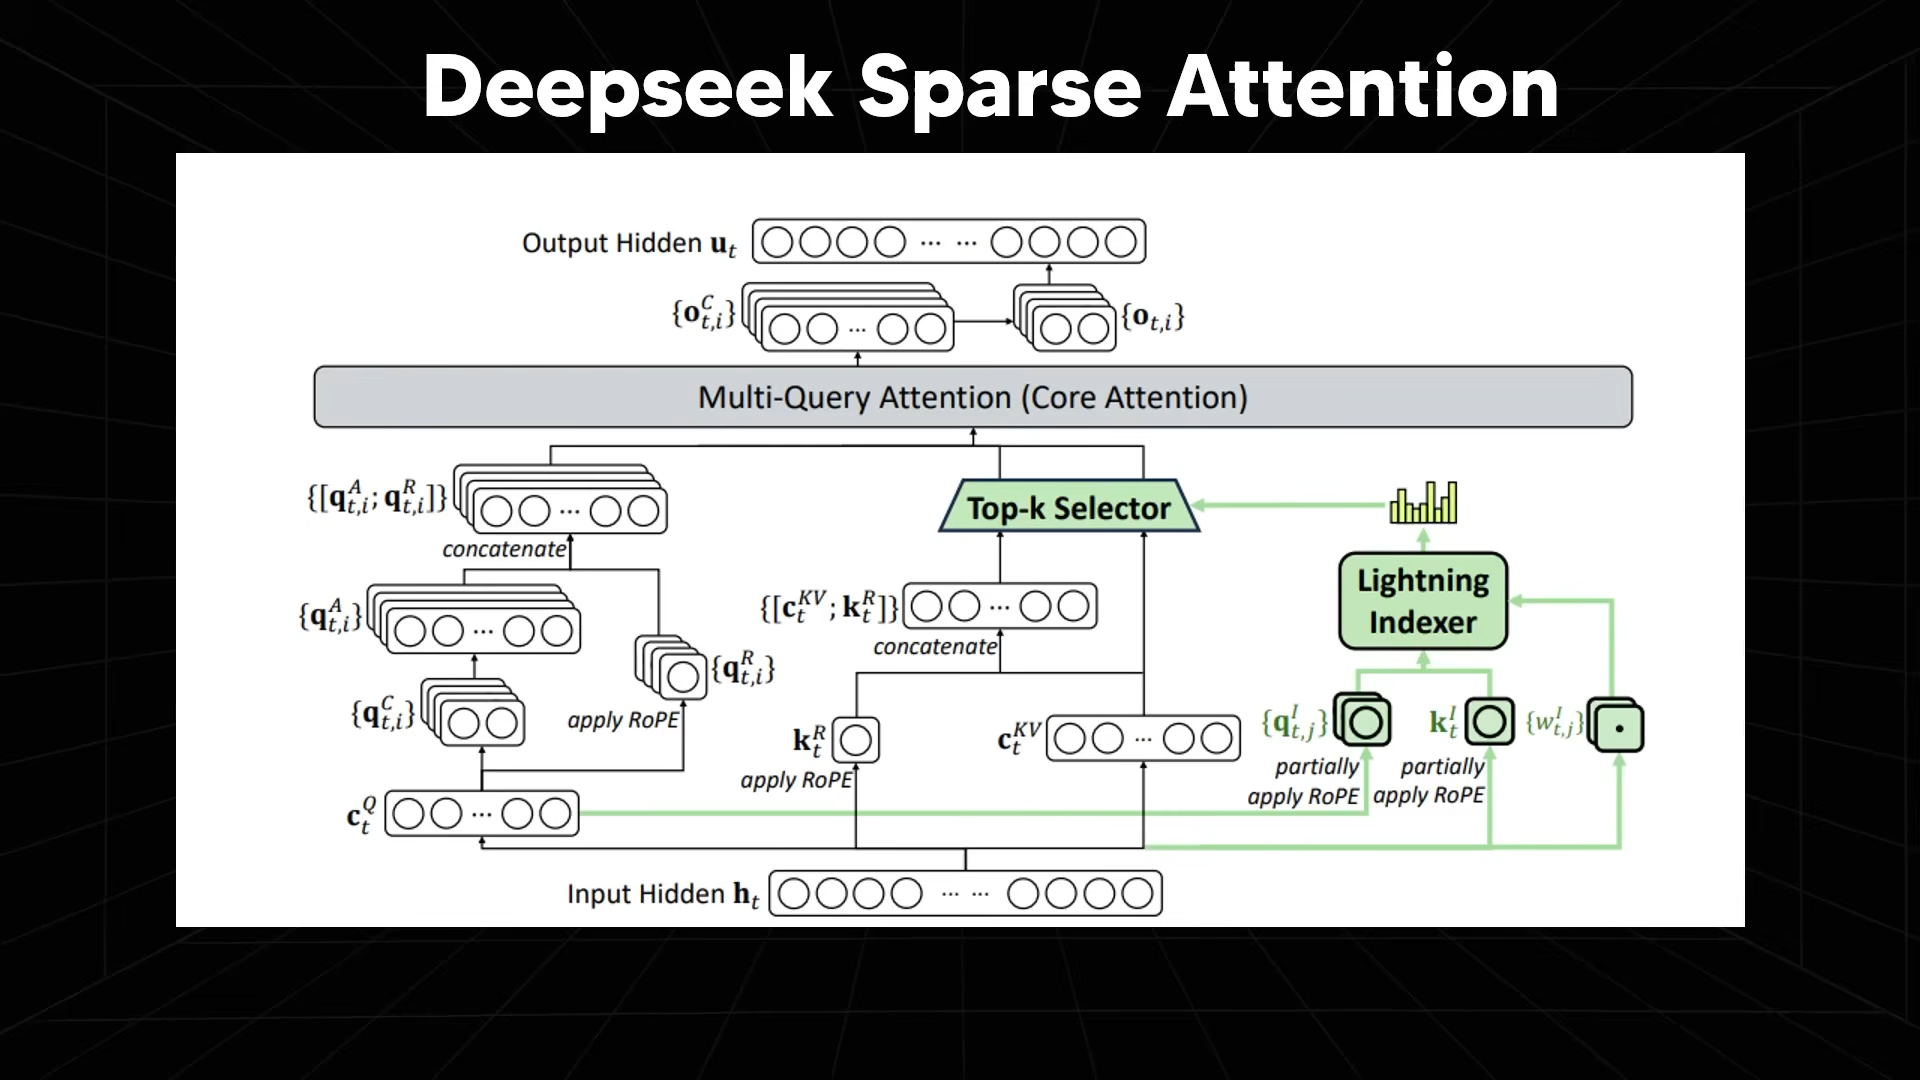 Deepseek Sparse Attention
Output Hidden 𝐮ₜ
{𝐨^C_{t,i}}
{𝐨_{t,i}}
Multi-Query Attention (Core Attention)
{[𝐪^A_{t,i}; 𝐪^R_{t,i}]}
Top-k Selector
concatenate
Lightning
Indexer
{𝐪^A_{t,i}}
{[𝐜^{KV}_t; 𝐤^R_t]}
concatenate
{𝐪^R_{t,i}}
{𝐪^C_{t,i}}
apply RoPE
𝐤^R_t
apply RoPE
𝐜^{KV}_t
{𝐪^I_{t,j}}
partially
apply RoPE
𝐤^I_t
partially
apply RoPE
{w^I_{t,j}}
𝐜^Q_t
Input Hidden 𝐡ₜ